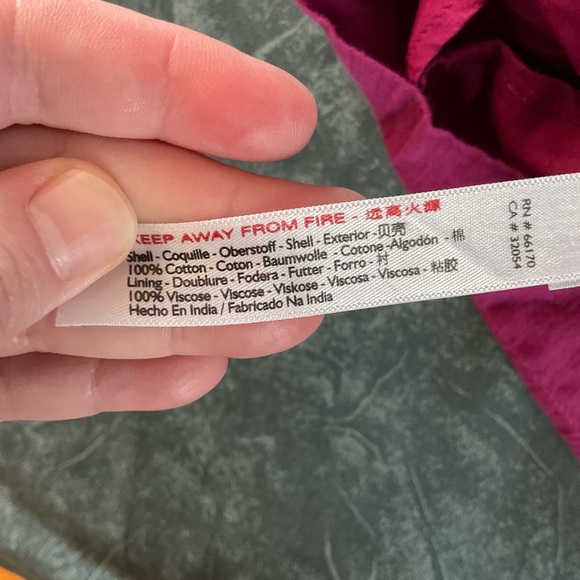 KEEP AWAY FROM FIRE - 远高火源
Shell - Coquille - Oberstoff - Shell - Exterior - 贝壳
100% Cotton - Coton - Baumwolle - Cotone - Algodón - 棉
Lining - Doublure - Fodera - Futter - Forro - 衬
100% Viscose - Viscose - Viskose - Viscosa - Viscosa - 粘胶
Hecho En India / Fabricado Na India
RN # 66170
CA # 32054